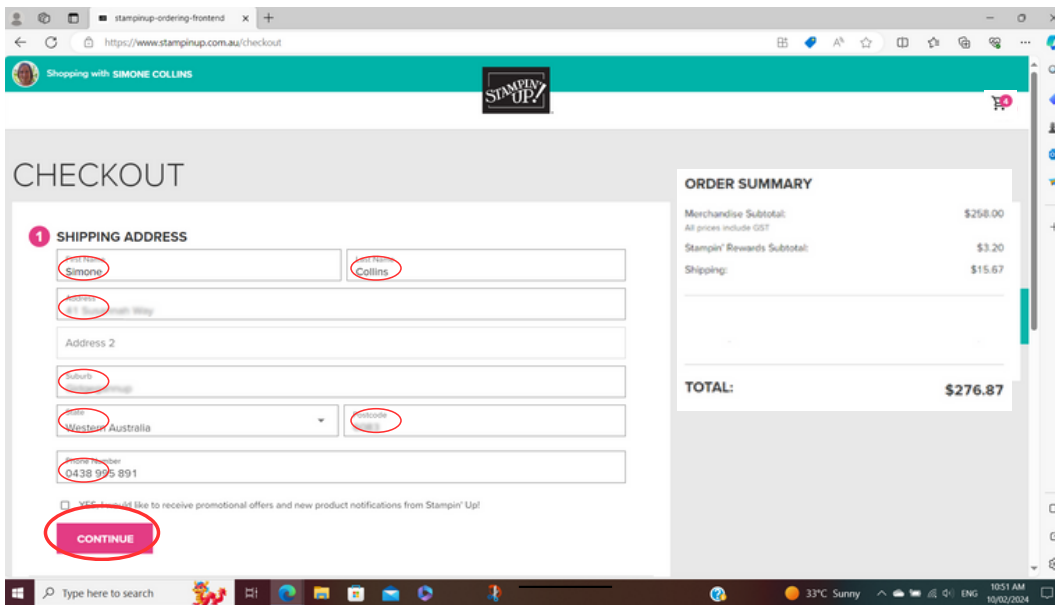 stampinup-ordering-frontend
https://www.stampinup.com.au/checkout
Shopping with SIMONE COLLINS
STAMPIN' UP!
4
CHECKOUT
1 SHIPPING ADDRESS
First Name
Simone
Last Name
Collins
Address
Address 2
Suburb
State
Western Australia
Postcode
Phone Number
0438 995 891
YES, I would like to receive promotional offers and new product notifications from Stampin' Up!
CONTINUE
ORDER SUMMARY
Merchandise Subtotal: $258.00
All prices include GST
Stampin' Rewards Subtotal: $3.20
Shipping: $15.67
TOTAL: $276.87
Type here to search
33°C Sunny
ENG
10:51 AM
10/02/2024